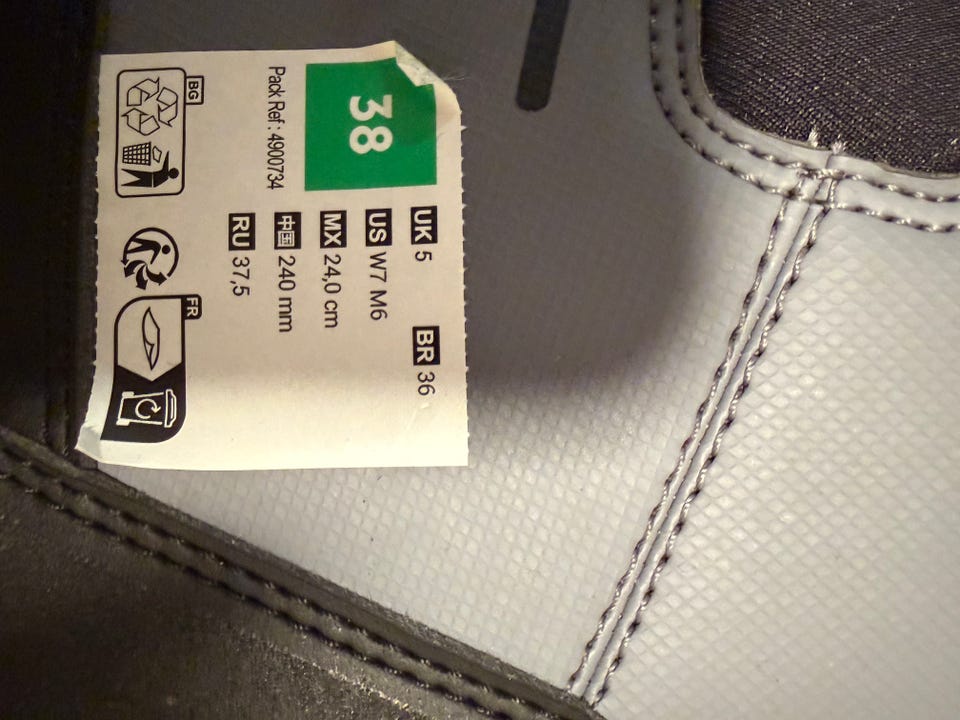 38
Pack Ref : 4900734
UK 5 BR 36
US W7 M6
MX 24,0 cm
中国 240 mm
RU 37,5
BG
FR